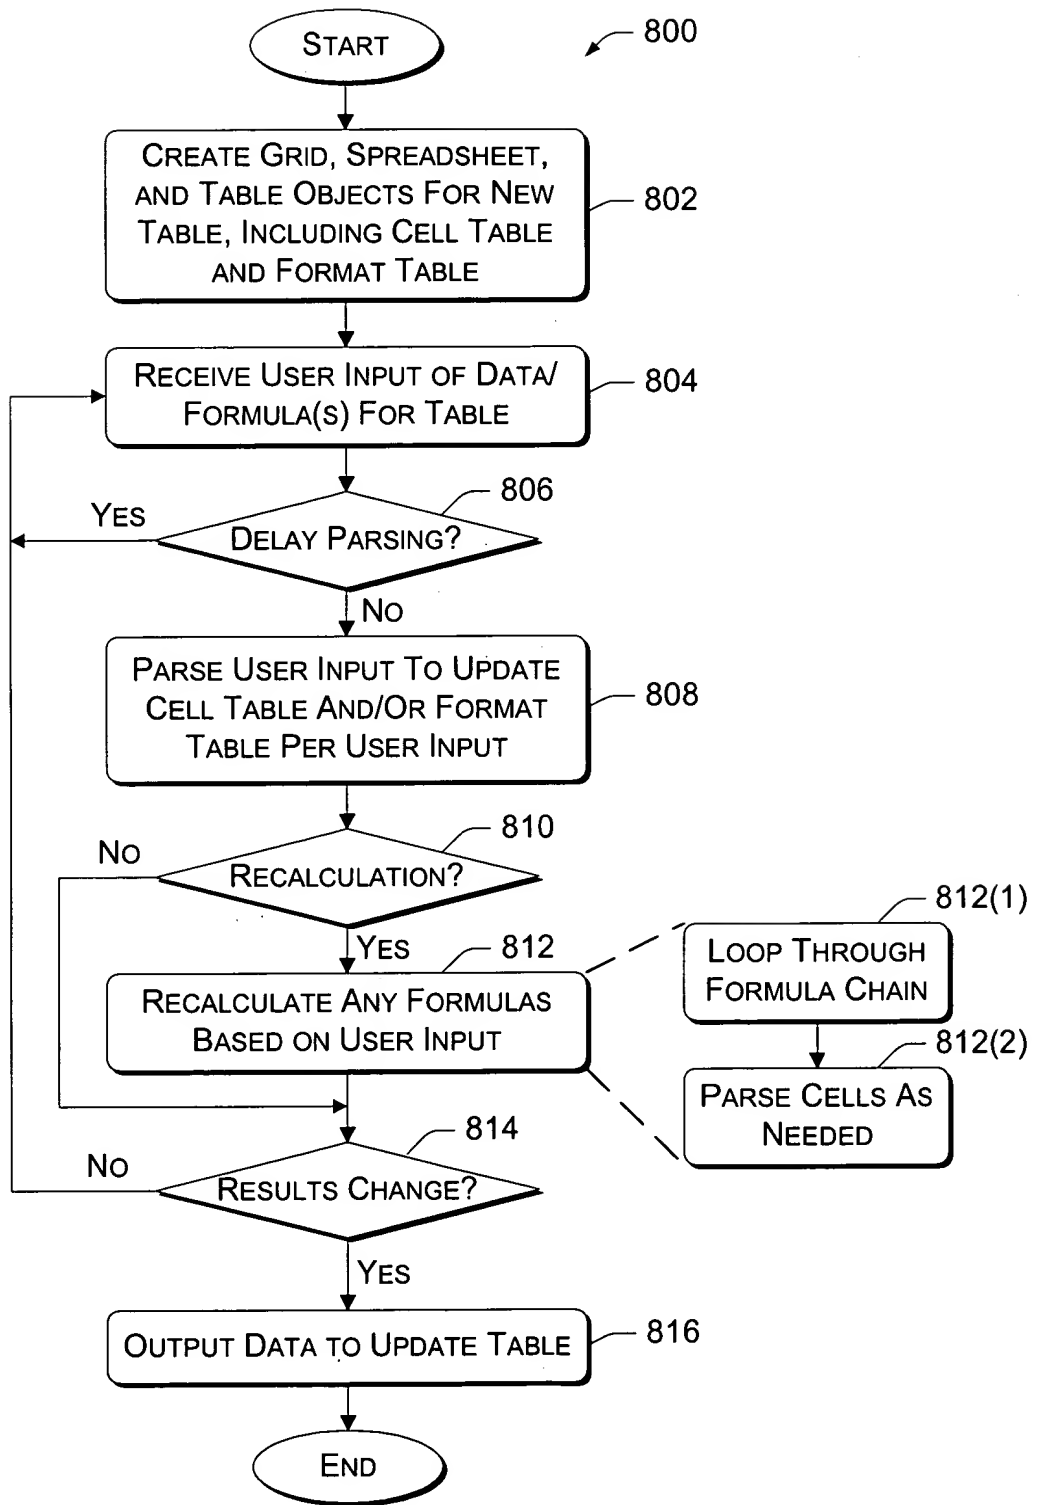 START
800
CREATE GRID, SPREADSHEET,
AND TABLE OBJECTS FOR NEW
TABLE, INCLUDING CELL TABLE
AND FORMAT TABLE
802
RECEIVE USER INPUT OF DATA/
FORMULA(S) FOR TABLE
804
806
YES
DELAY PARSING?
NO
PARSE USER INPUT TO UPDATE
CELL TABLE AND/OR FORMAT
TABLE PER USER INPUT
808
810
NO
RECALCULATION?
YES
812
RECALCULATE ANY FORMULAS
BASED ON USER INPUT
812(1)
LOOP THROUGH
FORMULA CHAIN
812(2)
PARSE CELLS AS
NEEDED
814
NO
RESULTS CHANGE?
YES
OUTPUT DATA TO UPDATE TABLE
816
END